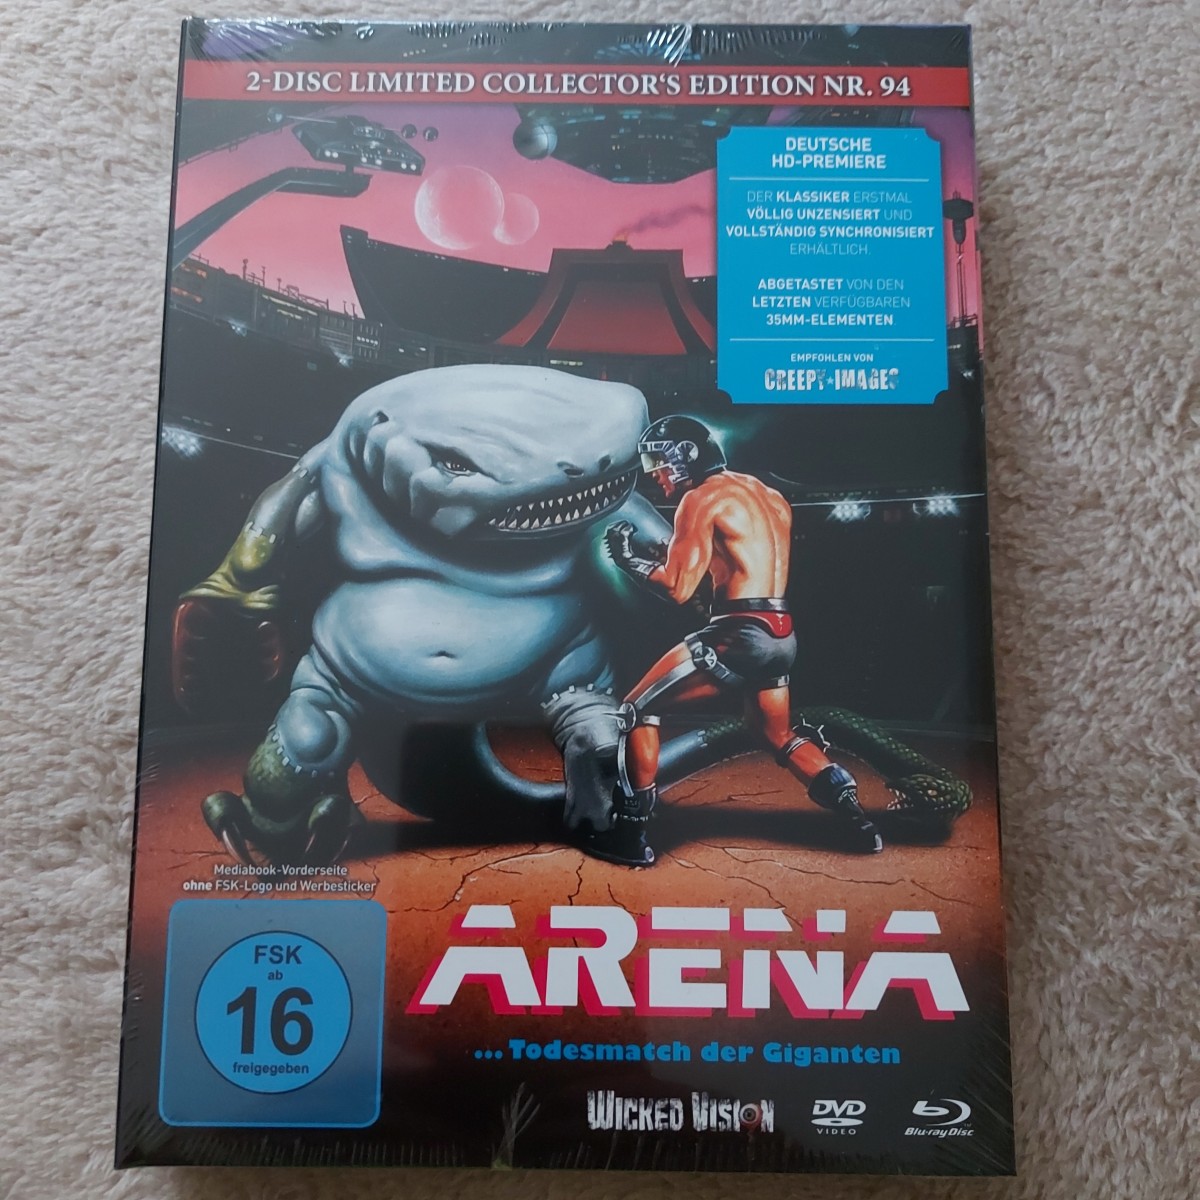 2-DISC LIMITED COLLECTOR'S EDITION NR. 94
DEUTSCHE
HD-PREMIERE
DER KLASSIKER ERSTMAL
VÖLLIG UNZENSIERT UND
VOLLSTÄNDIG SYNCHRONISIERT
ERHÄLTLICH.
ABGETASTET VON DEN
LETZTEN VERFÜGBAREN
35MM-ELEMENTEN.
EMPFOHLEN VON
CREEPY★IMAGES
Mediabook-Vorderseite
ohne FSK-Logo und Werbesticker
FSK
ab
16
freigegeben
ARENA
...Todesmatch der Giganten
WICKED VISION
DVD
VIDEO
Blu-ray Disc